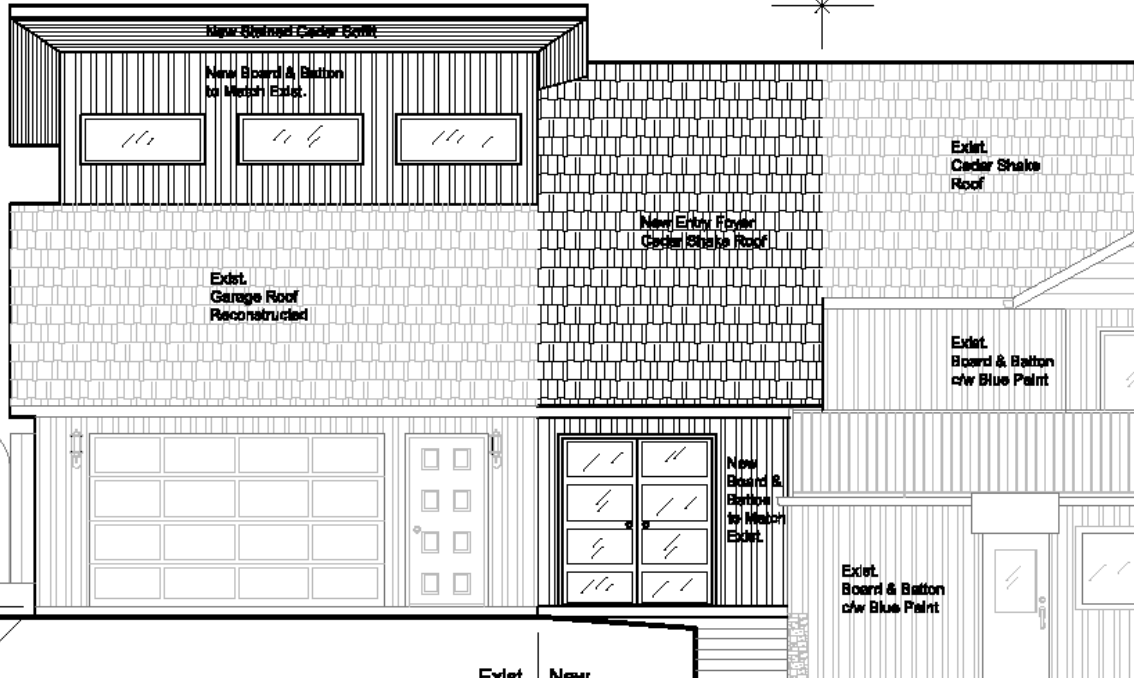 New Stained Cedar Soffit
New Board & Batton
to Match Exist.
Exist.
Cedar Shake
Roof
New Entry Foyer
Cedar Shake Roof
Exist.
Garage Roof
Reconstructed
Exist.
Board & Batton
c/w Blue Paint
New
Board &
Batton
to Match
Exist.
Exist.
Board & Batton
c/w Blue Paint
Exist. New